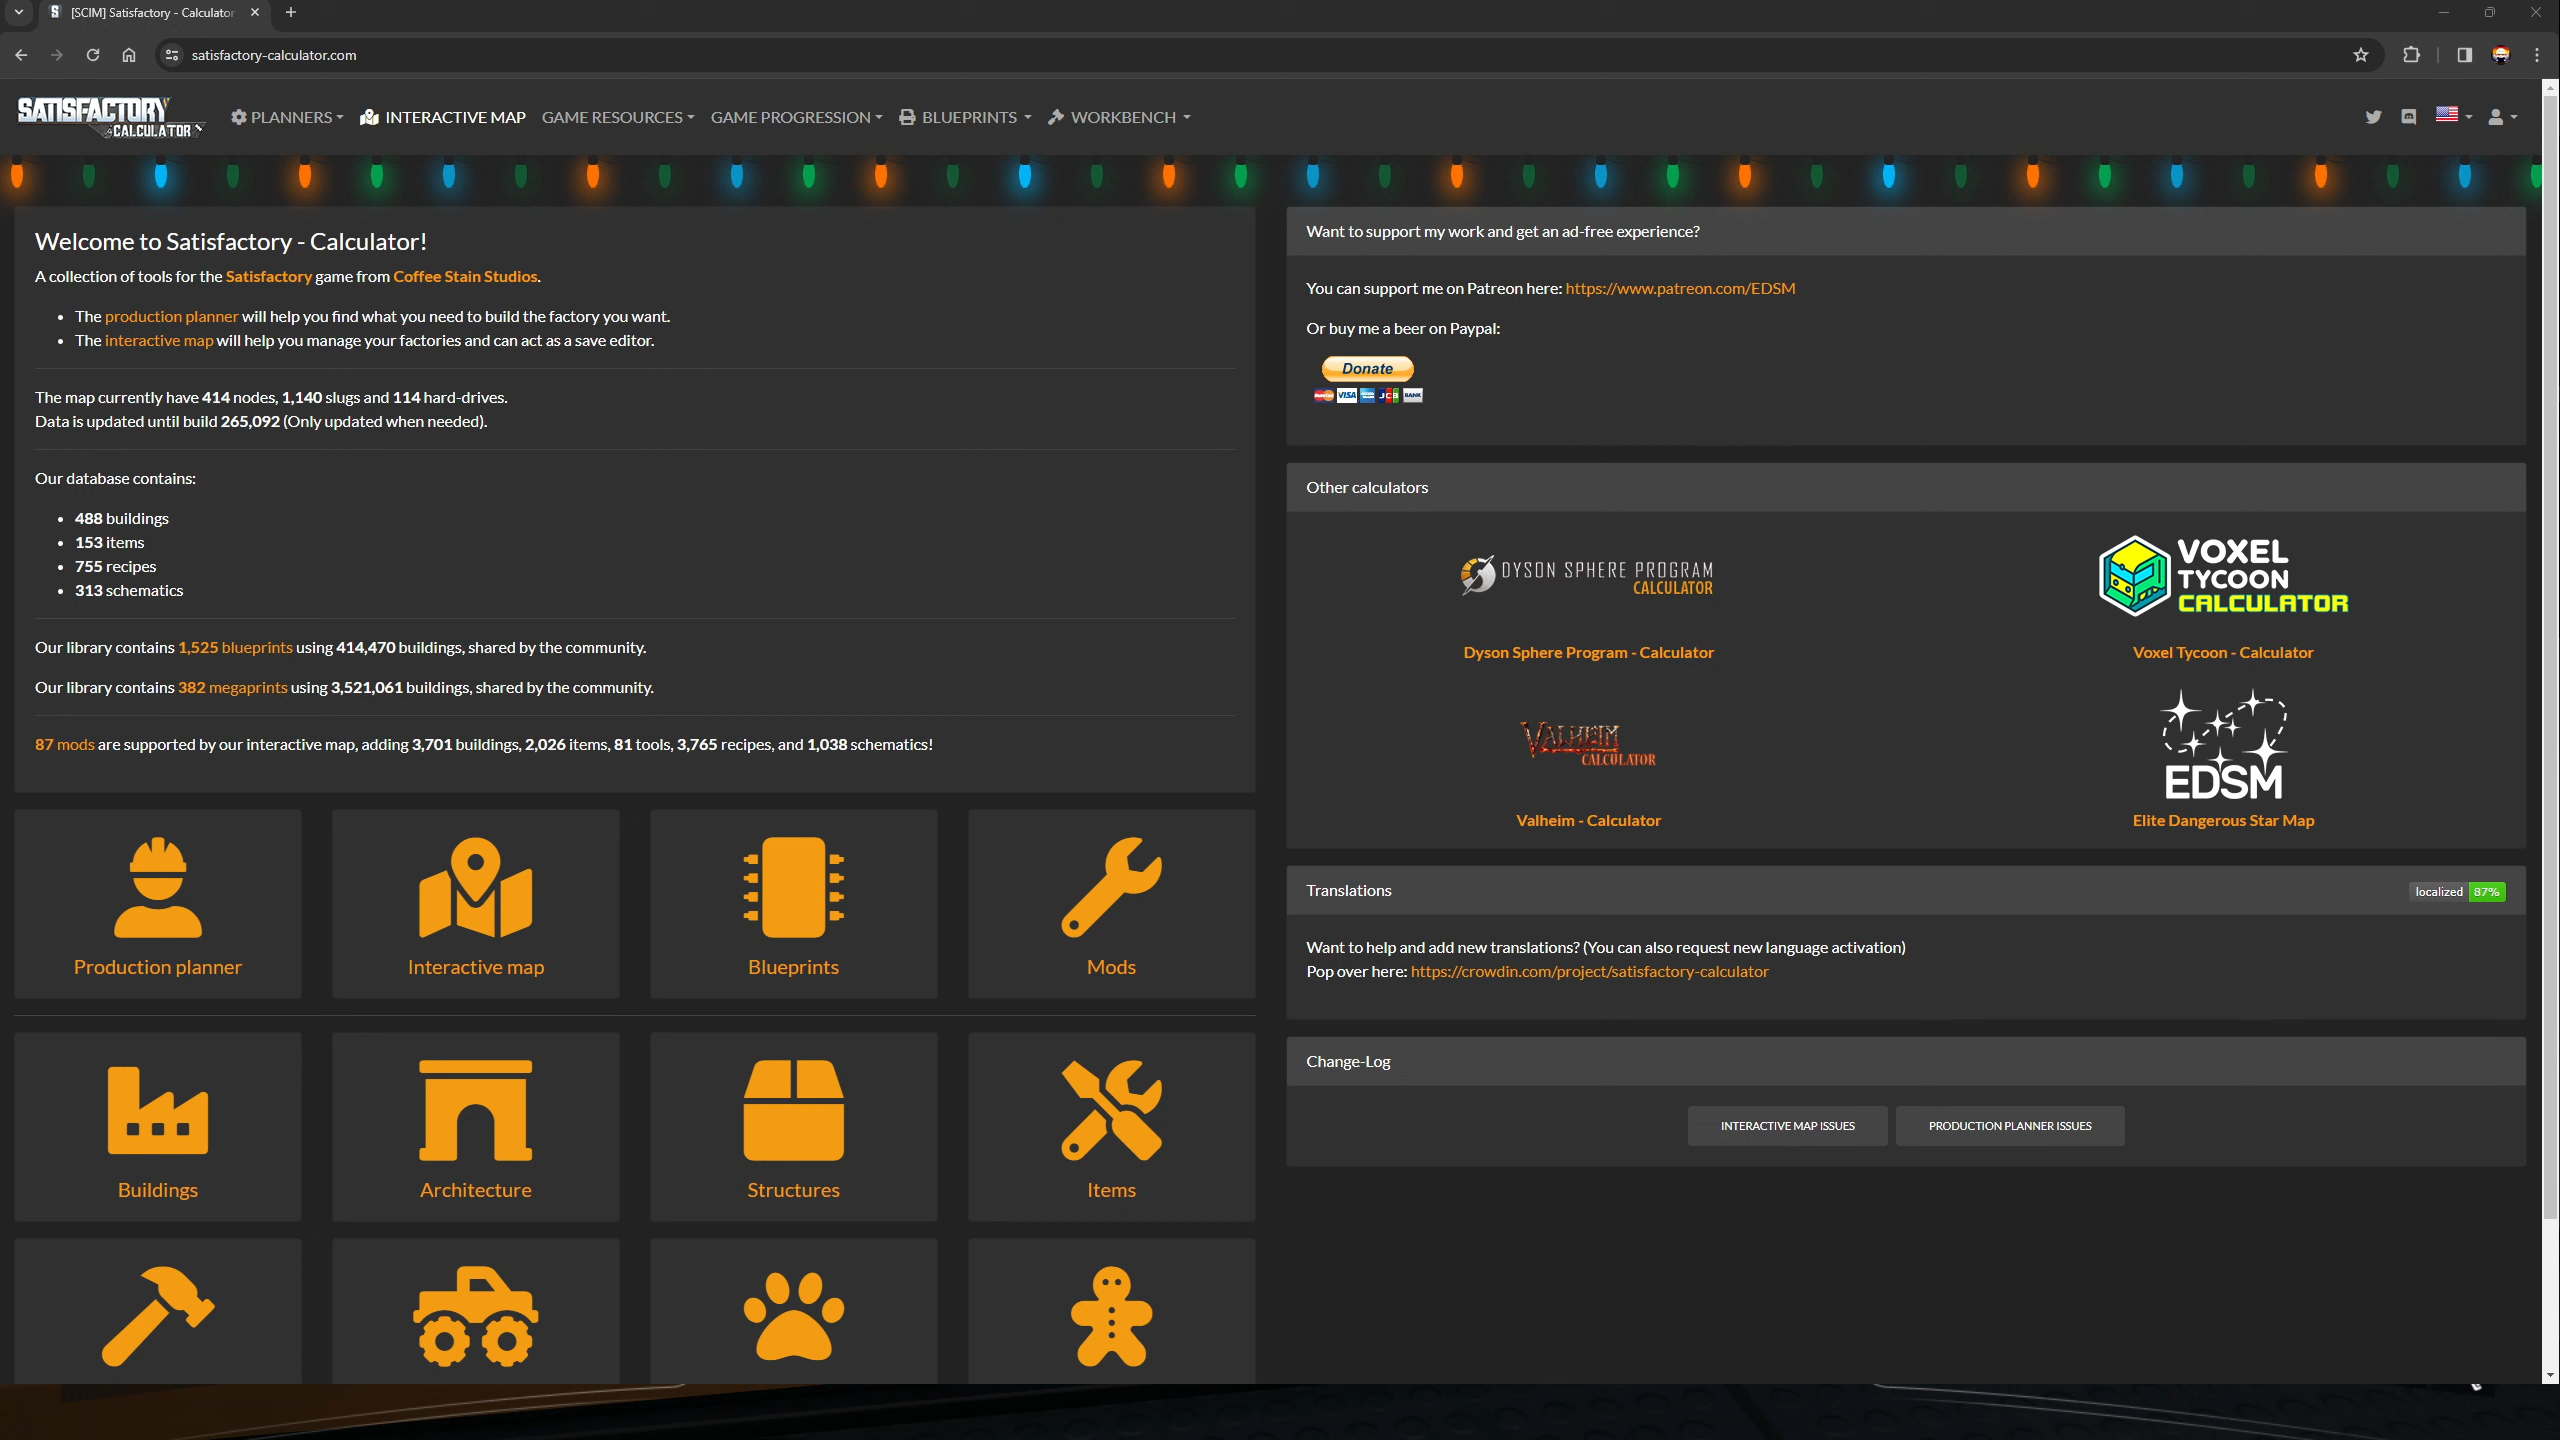 [SCIM] Satisfactory - Calculator
satisfactory-calculator.com
SATISFACTORY
CALCULATOR
PLANNERS
INTERACTIVE MAP
GAME RESOURCES
GAME PROGRESSION
BLUEPRINTS
WORKBENCH
Welcome to Satisfactory - Calculator!
A collection of tools for the Satisfactory game from Coffee Stain Studios.
The production planner will help you find what you need to build the factory you want.
The interactive map will help you manage your factories and can act as a save editor.
The map currently have 414 nodes, 1,140 slugs and 114 hard-drives.
Data is updated until build 265,092 (Only updated when needed).
Our database contains:
488 buildings
153 items
755 recipes
313 schematics
Our library contains 1,525 blueprints using 414,470 buildings, shared by the community.
Our library contains 382 megaprints using 3,521,061 buildings, shared by the community.
87 mods are supported by our interactive map, adding 3,701 buildings, 2,026 items, 81 tools, 3,765 recipes, and 1,038 schematics!
Production planner
Interactive map
Blueprints
Mods
Buildings
Architecture
Structures
Items
Want to support my work and get an ad-free experience?
You can support me on Patreon here: https://www.patreon.com/EDSM
Or buy me a beer on Paypal:
Donate
VISA
JCB
BANK
Other calculators
DYSON SPHERE PROGRAM
CALCULATOR
VOXEL
TYCOON
CALCULATOR
Dyson Sphere Program - Calculator
Voxel Tycoon - Calculator
VALHEIM
CALCULATOR
EDSM
Valheim - Calculator
Elite Dangerous Star Map
Translations
localized 87%
Want to help and add new translations? (You can also request new language activation)
Pop over here: https://crowdin.com/project/satisfactory-calculator
Change-Log
INTERACTIVE MAP ISSUES
PRODUCTION PLANNER ISSUES